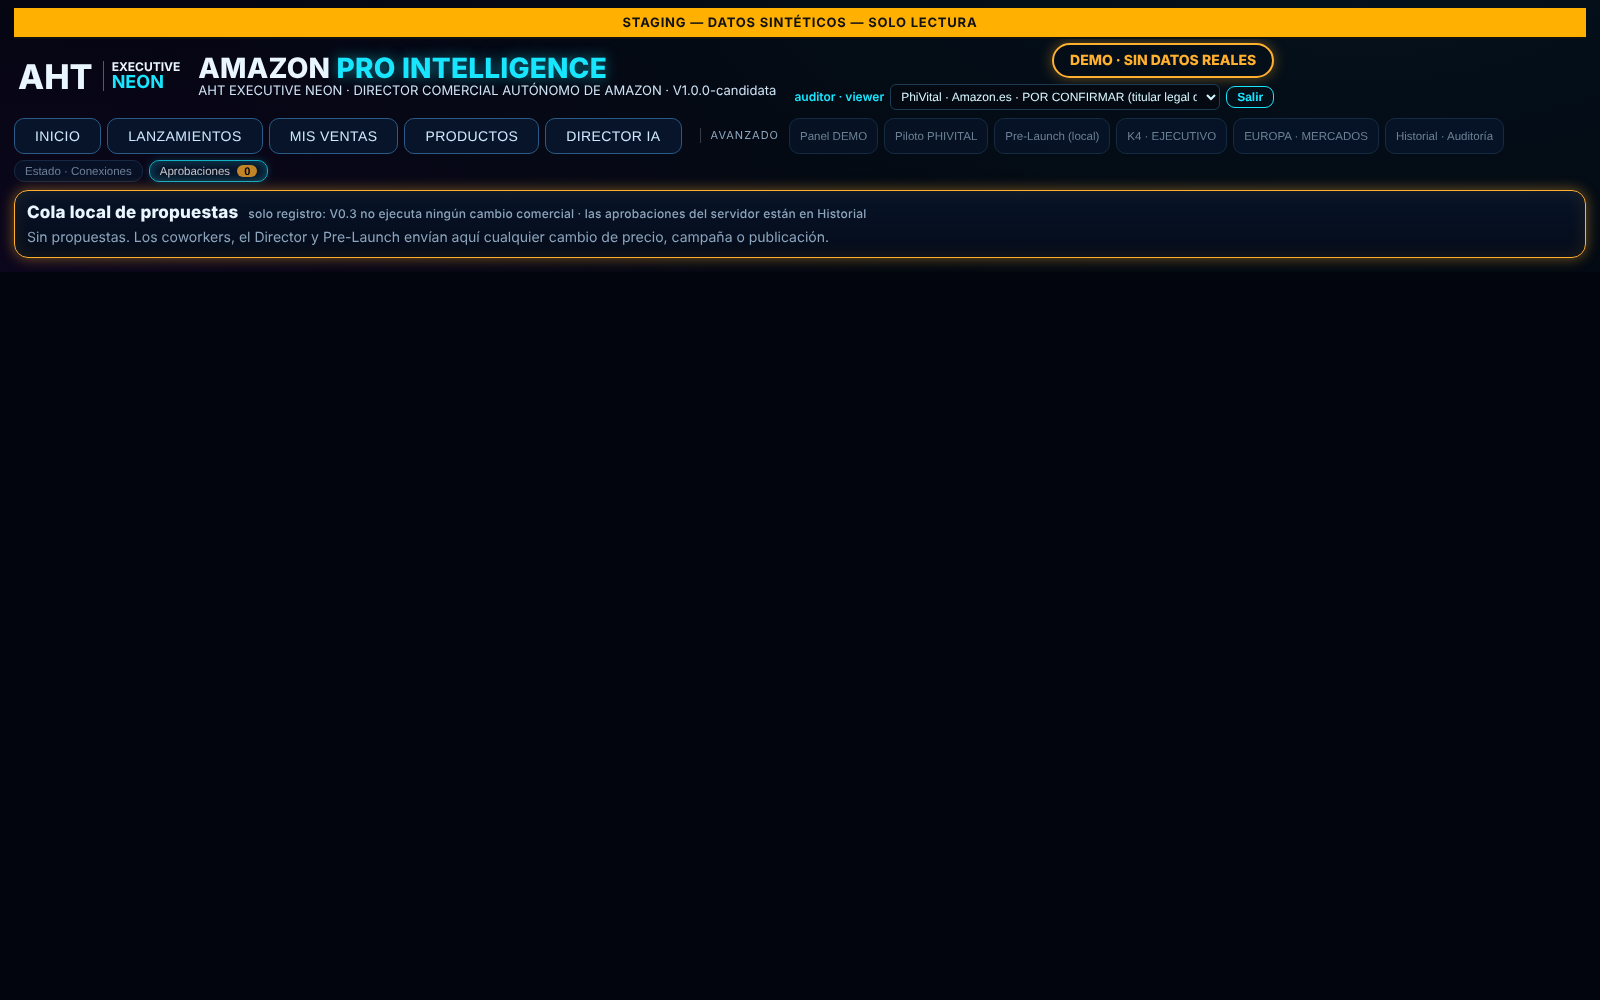 STAGING — DATOS SINTÉTICOS — SOLO LECTURA
AHT EXECUTIVE NEON
AMAZON PRO INTELLIGENCE
AHT EXECUTIVE NEON · DIRECTOR COMERCIAL AUTÓNOMO DE AMAZON · V1.0.0-candidata
DEMO · SIN DATOS REALES
auditor · viewer PhiVital · Amazon.es · POR CONFIRMAR (titular legal c Salir
INICIO LANZAMIENTOS MIS VENTAS PRODUCTOS DIRECTOR IA AVANZADO Panel DEMO Piloto PHIVITAL Pre-Launch (local) K4 · EJECUTIVO EUROPA · MERCADOS Historial · Auditoría
Estado · Conexiones Aprobaciones 0
Cola local de propuestas solo registro: V0.3 no ejecuta ningún cambio comercial · las aprobaciones del servidor están en Historial
Sin propuestas. Los coworkers, el Director y Pre-Launch envían aquí cualquier cambio de precio, campaña o publicación.